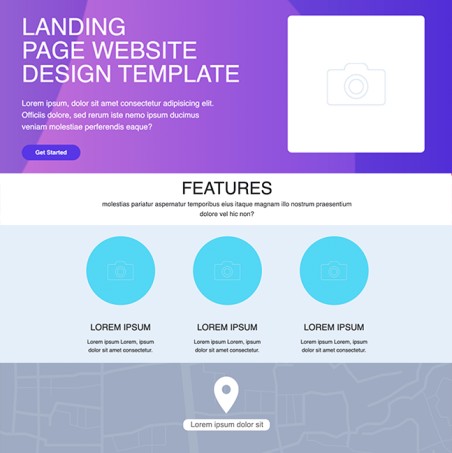 LANDING
PAGE WEBSITE
DESIGN TEMPLATE
Lorem ipsum, dolor sit amet consectetur adipisicing elit.
Officiis dolore, sed rerum iste nemo ipsum ducimus
veniam molestiae perferendis eaque?
Get Started
FEATURES
molestias pariatur aspernatur temporibus eius itaque magnam illo nostrum praesentium
dolore vel hic non?
LOREM IPSUM
Lorem ipsum Lorem, ipsum
dolor sit amet consectetur.
LOREM IPSUM
Lorem ipsum Lorem, ipsum
dolor sit amet consectetur.
LOREM IPSUM
Lorem ipsum Lorem, ipsum
dolor sit amet consectetur.
Lorem ipsum dolor sit